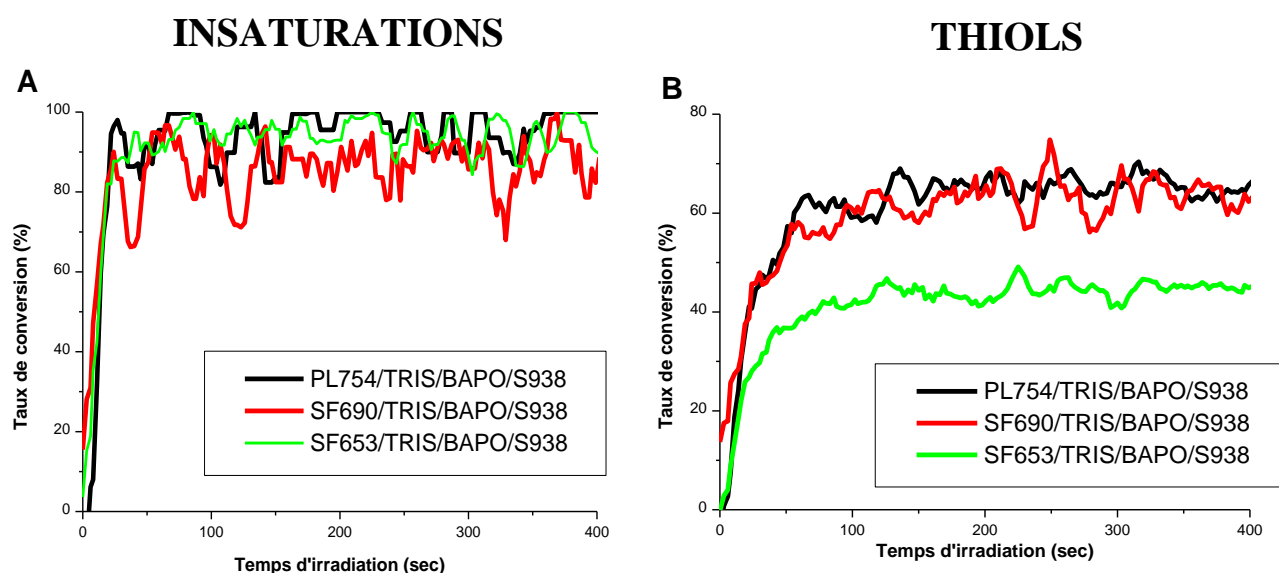 INSATURATIONS
THIOLS
A
Taux de conversion (%)
100
80
60
40
20
0
PL754/TRIS/BAPO/S938
SF690/TRIS/BAPO/S938
SF653/TRIS/BAPO/S938
0 100 200 300 400
Temps d'irradiation (sec)
B
Taux de conversion (%)
80
60
40
20
0
PL754/TRIS/BAPO/S938
SF690/TRIS/BAPO/S938
SF653/TRIS/BAPO/S938
0 100 200 300 400
Temps d'irradiation (sec)